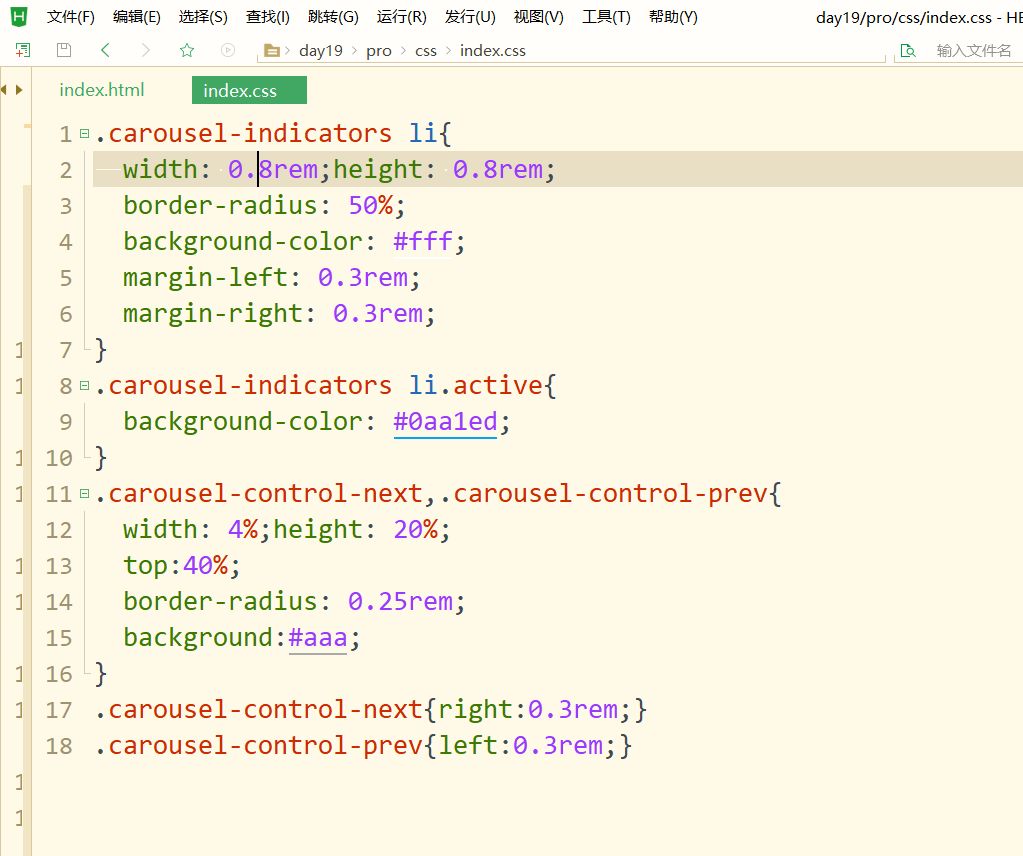 文件(F) 编辑(E) 选择(S) 查找(I) 跳转(G) 运行(R) 发行(U) 视图(V) 工具(T) 帮助(Y) day19/pro/css/index.css - HE
day19 > pro > css > index.css 输入文件名
index.html index.css
1 .carousel-indicators li{
2 width: 0.8rem;height: 0.8rem;
3 border-radius: 50%;
4 background-color: #fff;
5 margin-left: 0.3rem;
6 margin-right: 0.3rem;
7 }
8 .carousel-indicators li.active{
9 background-color: #0aa1ed;
10 }
11 .carousel-control-next,.carousel-control-prev{
12 width: 4%;height: 20%;
13 top:40%;
14 border-radius: 0.25rem;
15 background:#aaa;
16 }
17 .carousel-control-next{right:0.3rem;}
18 .carousel-control-prev{left:0.3rem;}